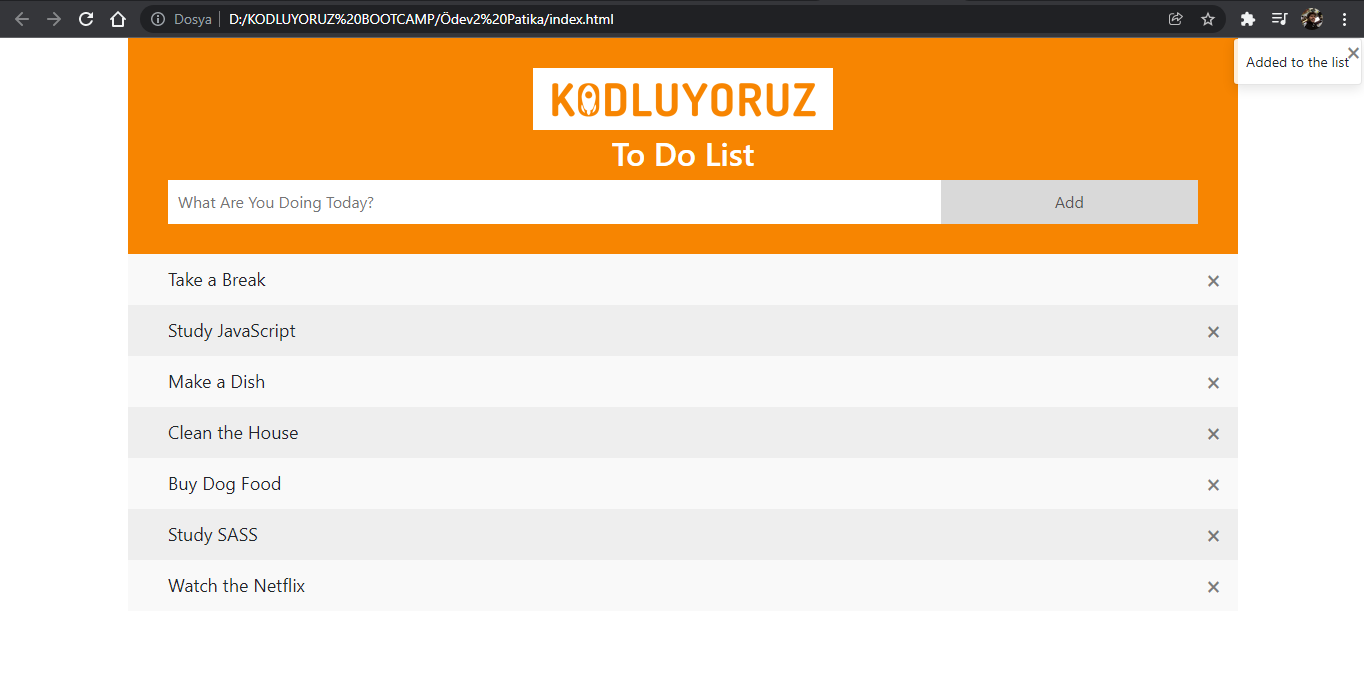 Dosya | D:/KODLUYORUZ%20BOOTCAMP/Ödev2%20Patika/index.html
Added to the list
KODLUYORUZ
To Do List
What Are You Doing Today? Add
Take a Break
Study JavaScript
Make a Dish
Clean the House
Buy Dog Food
Study SASS
Watch the Netflix